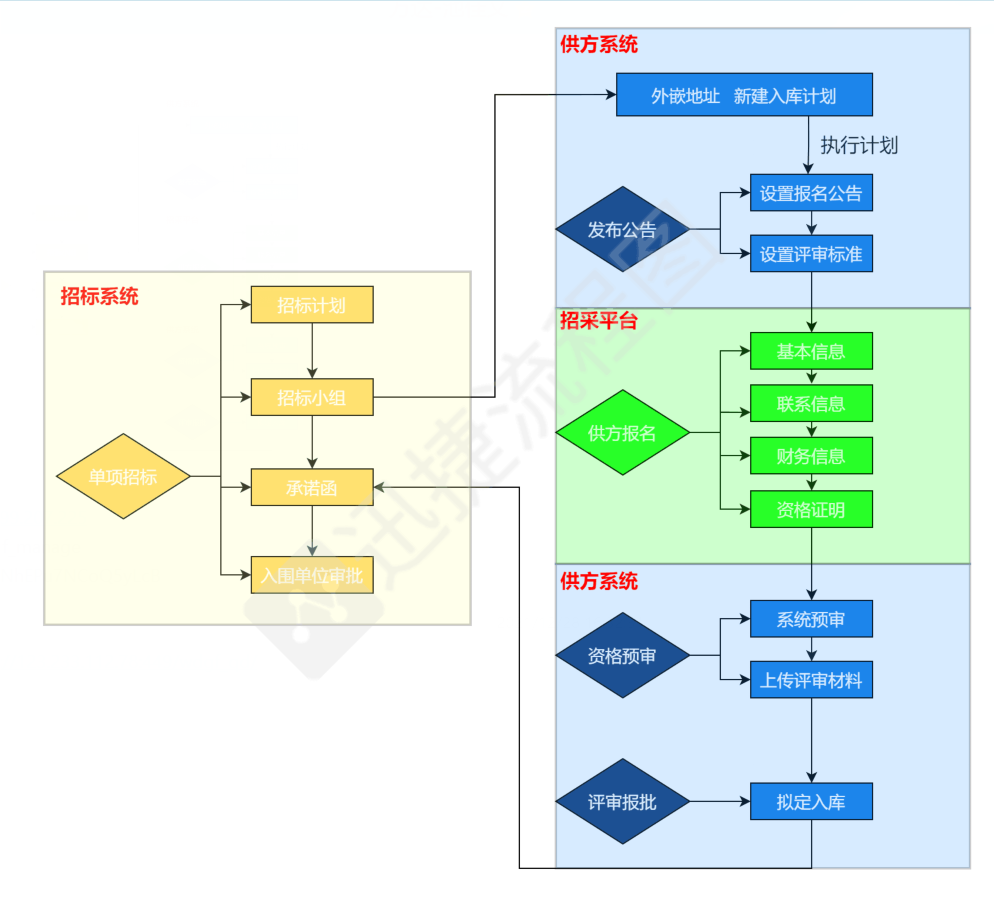 供方系统
外嵌地址 新建入库计划
执行计划
设置报名公告
发布公告
设置评审标准
招标系统
招标计划
招标小组
单项招标
承诺函
入围单位审批
招采平台
基本信息
联系信息
供方报名
财务信息
资格证明
供方系统
系统预审
资格预审
上传评审材料
评审报批
拟定入库
迅捷流程图